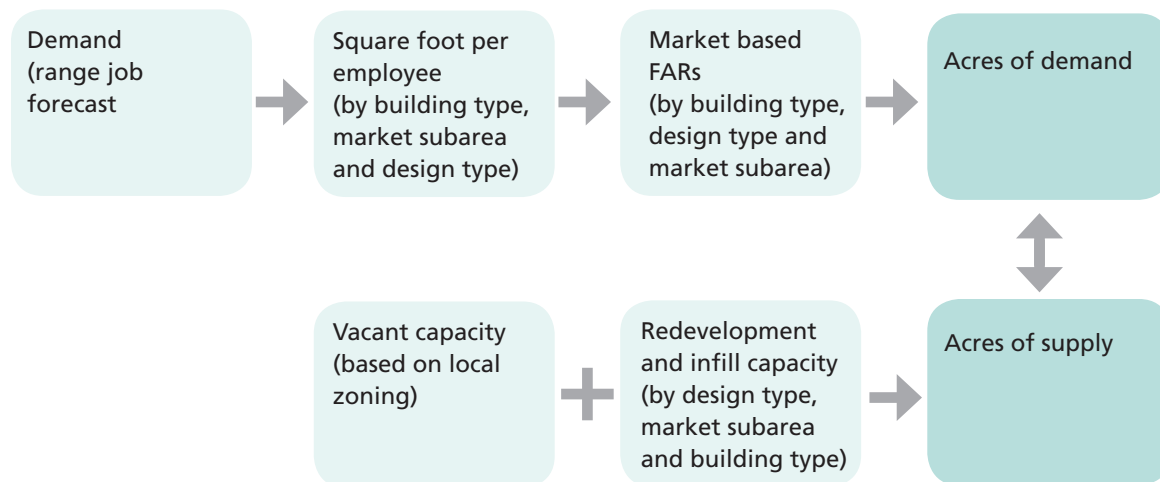 Demand
(range job
forecast
Square foot per
employee
(by building type,
market subarea
and design type)
Market based
FARs
(by building type,
design type and
market subarea)
Acres of demand
Vacant capacity
(based on local
zoning)
Redevelopment
and infill capacity
(by design type,
market subarea
and building type)
Acres of supply